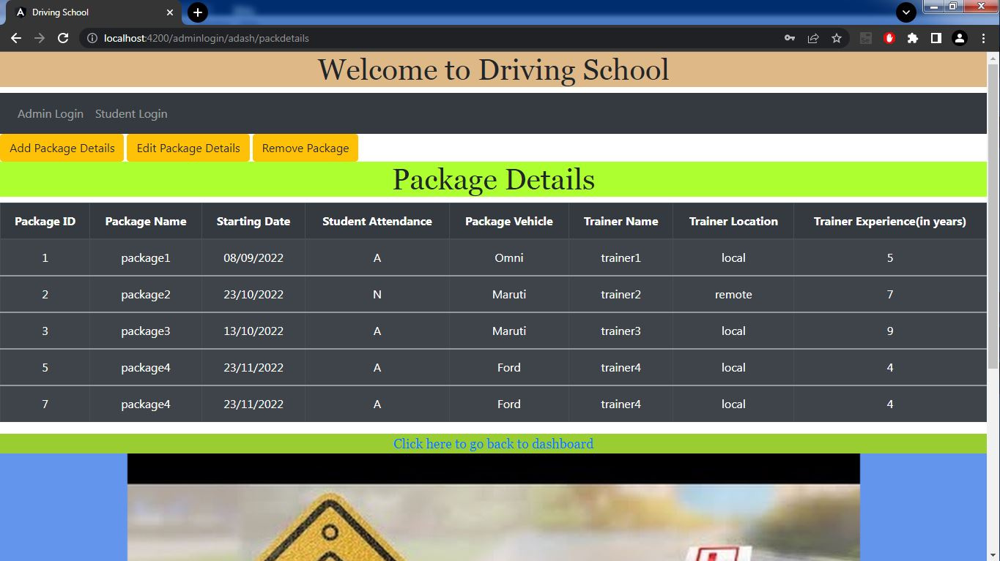 Driving School
localhost:4200/adminlogin/adash/packdetails
Welcome to Driving School
Admin Login Student Login
Add Package Details Edit Package Details Remove Package
Package Details
Package ID Package Name Starting Date Student Attendance Package Vehicle Trainer Name Trainer Location Trainer Experience(in years)
1 package1 08/09/2022 A Omni trainer1 local 5
2 package2 23/10/2022 N Maruti trainer2 remote 7
3 package3 13/10/2022 A Maruti trainer3 local 9
5 package4 23/11/2022 A Ford trainer4 local 4
7 package4 23/11/2022 A Ford trainer4 local 4
Click here to go back to dashboard